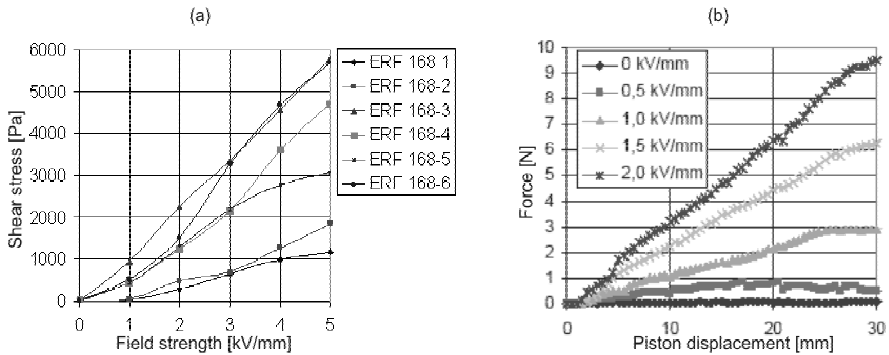 (a)
Shear stress [Pa]
6000
5000
4000
3000
2000
1000
0
0 1 2 3 4 5
Field strength [kV/mm]
ERF 168 1
ERF 168-2
ERF 168-3
ERF 168-4
ERF 168-5
ERF 168-6
(b)
Force [N]
10
9
8
7
6
5
4
3
2
1
0
0 10 20 30
Piston displacement [mm]
0 kV/mm
0,5 kV/mm
1,0 kV/mm
1,5 kV/mm
2,0 kV/mm